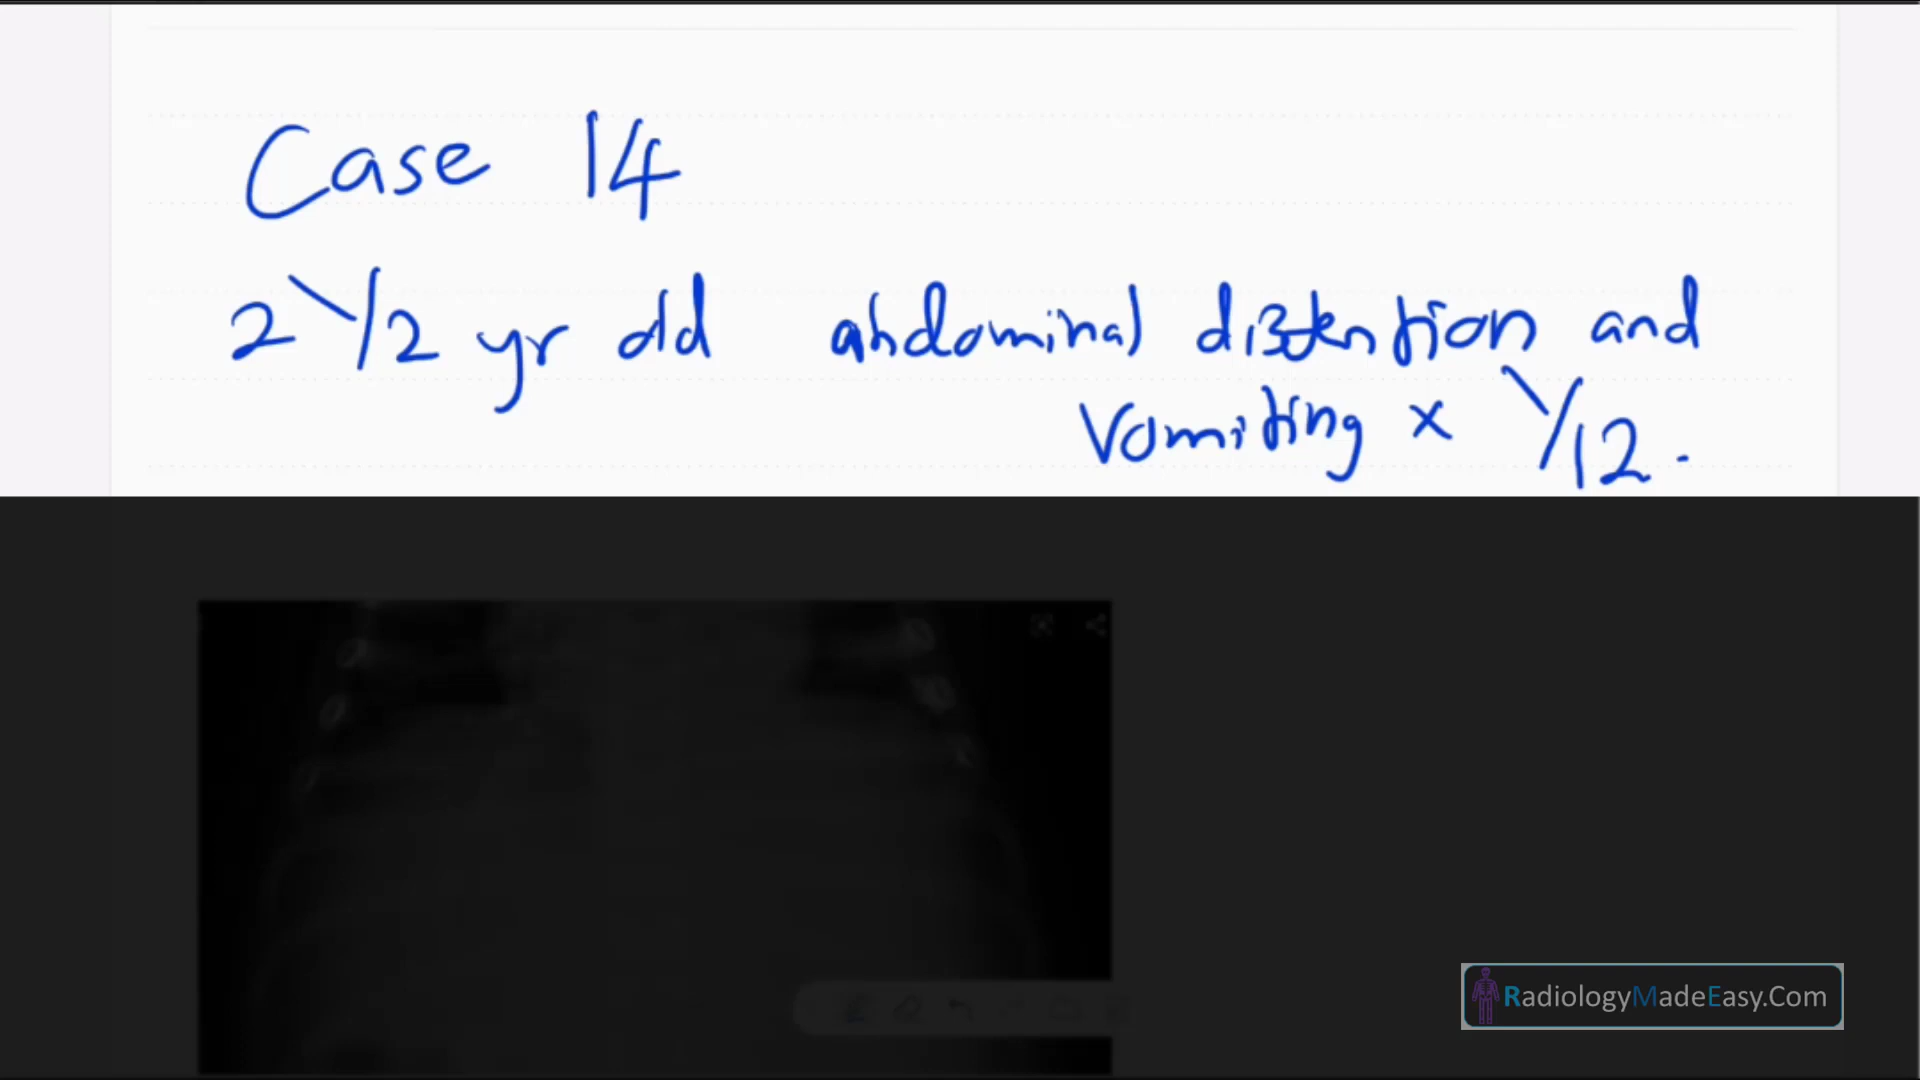 Case 14
2 1/2 yr old abdominal distention and
vomiting x 1/12.
RadiologyMadeEasy.Com